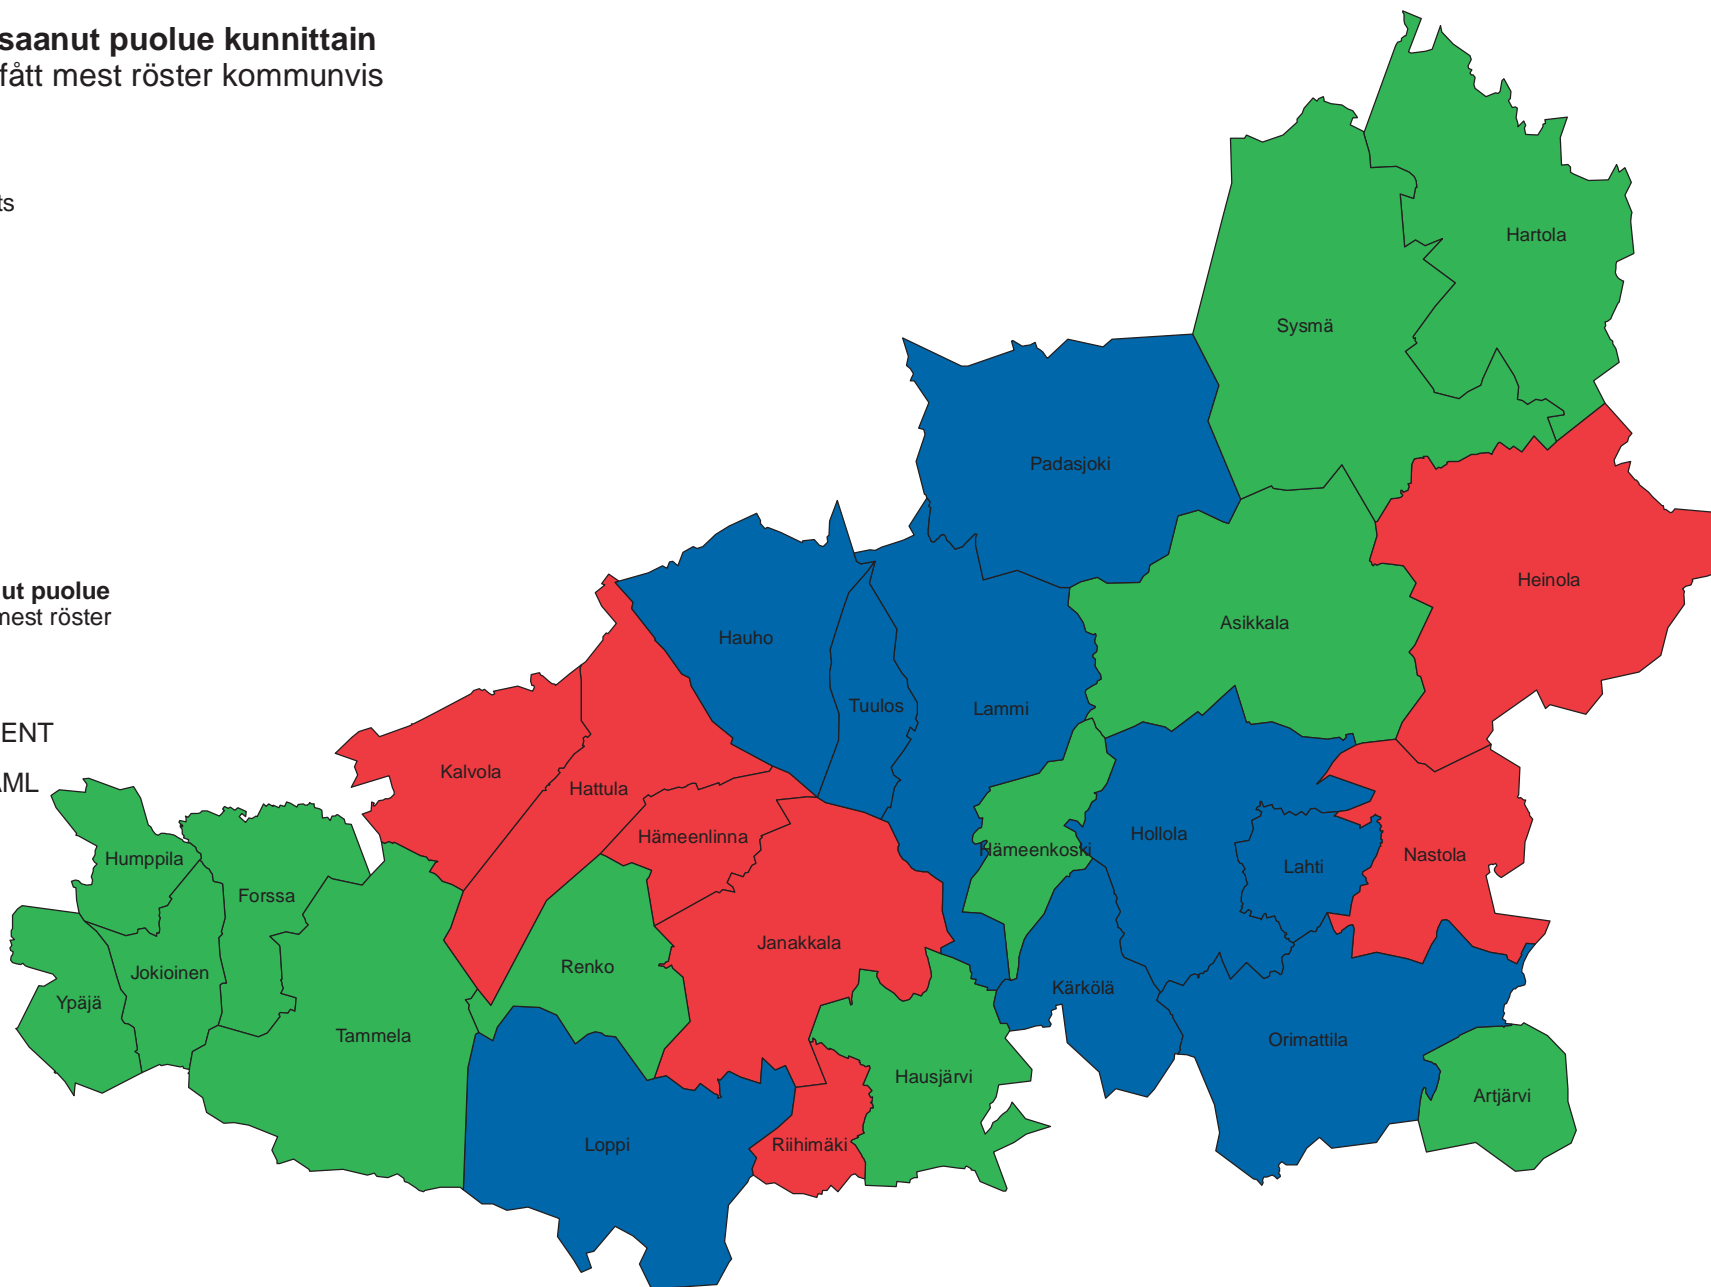 saanut puolue kunnittain
fått mest röster kommunvis
ts
Hartola
Sysmä
Padasjoki
ut puolue
mest röster
Heinola
Asikkala
Hauho
Tuulos
Lammi
ENT
AML
Kalvola
Hattula
Hämeenlinna
Hollola
Hämeenkoski
Humppila
Lahti
Nastola
Forssa
Janakkala
Jokioinen
Renko
Ypäjä
Kärkölä
Tammela
Orimattila
Hausjärvi
Artjärvi
Loppi
Riihimäki